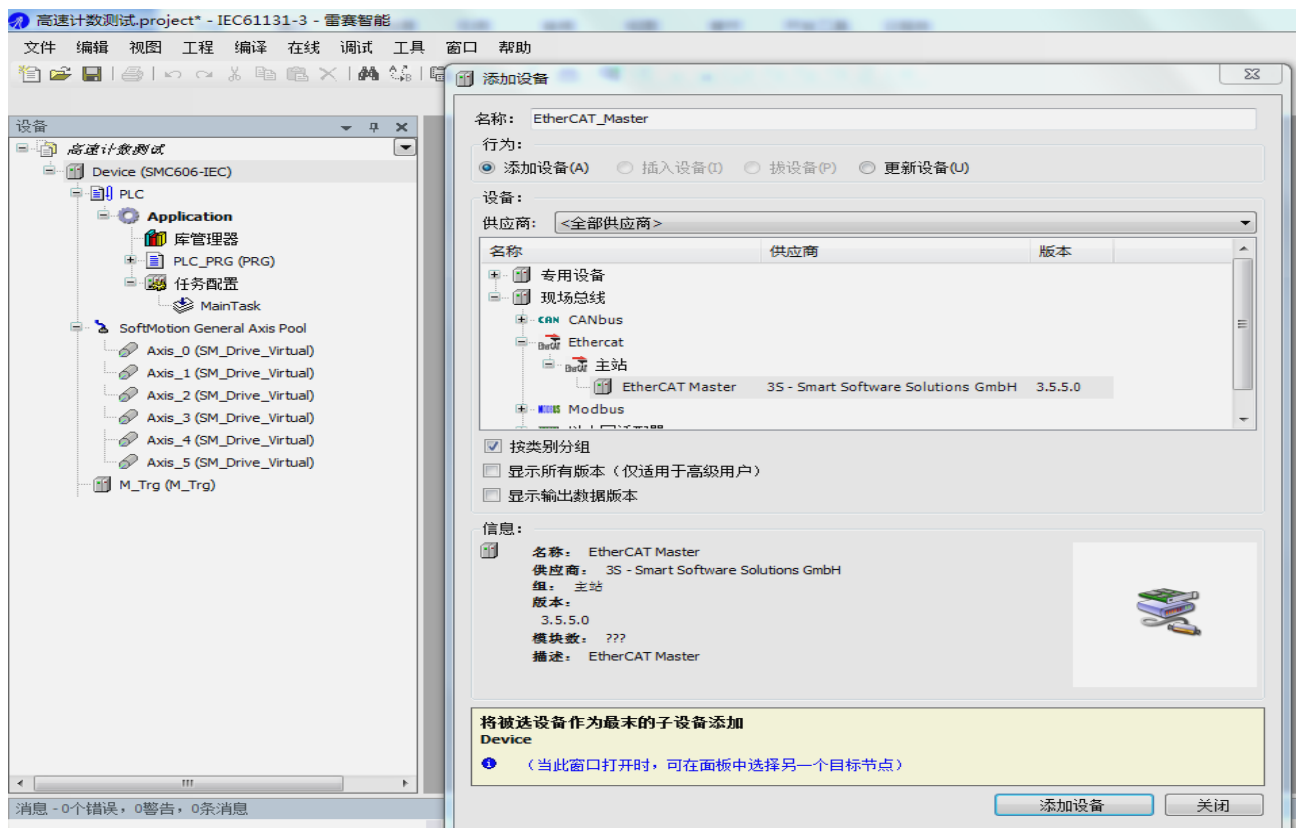 高速计数测试.project* - IEC61131-3 - 雷赛智能
文件 编辑 视图 工程 编译 在线 调试 工具 窗口 帮助
设备
高速计数测试
Device (SMC606-IEC)
PLC
Application
库管理器
PLC_PRG (PRG)
任务配置
MainTask
SoftMotion General Axis Pool
Axis_0 (SM_Drive_Virtual)
Axis_1 (SM_Drive_Virtual)
Axis_2 (SM_Drive_Virtual)
Axis_3 (SM_Drive_Virtual)
Axis_4 (SM_Drive_Virtual)
Axis_5 (SM_Drive_Virtual)
M_Trg (M_Trg)
消息 - 0个错误，0警告，0条消息
添加设备
名称： EtherCAT_Master
行为：
添加设备(A) 插入设备(I) 拔设备(P) 更新设备(U)
设备：
供应商： <全部供应商>
名称 供应商 版本
专用设备
现场总线
CAN CANbus
Ethercat
主站
EtherCAT Master 3S - Smart Software Solutions GmbH 3.5.5.0
Modbus
按类别分组
显示所有版本（仅适用于高级用户）
显示输出数据版本
信息：
名称： EtherCAT Master
供应商： 3S - Smart Software Solutions GmbH
组： 主站
版本：
3.5.5.0
模块数： ???
描述： EtherCAT Master
将被选设备作为最末的子设备添加
Device
（当此窗口打开时，可在面板中选择另一个目标节点）
添加设备 关闭